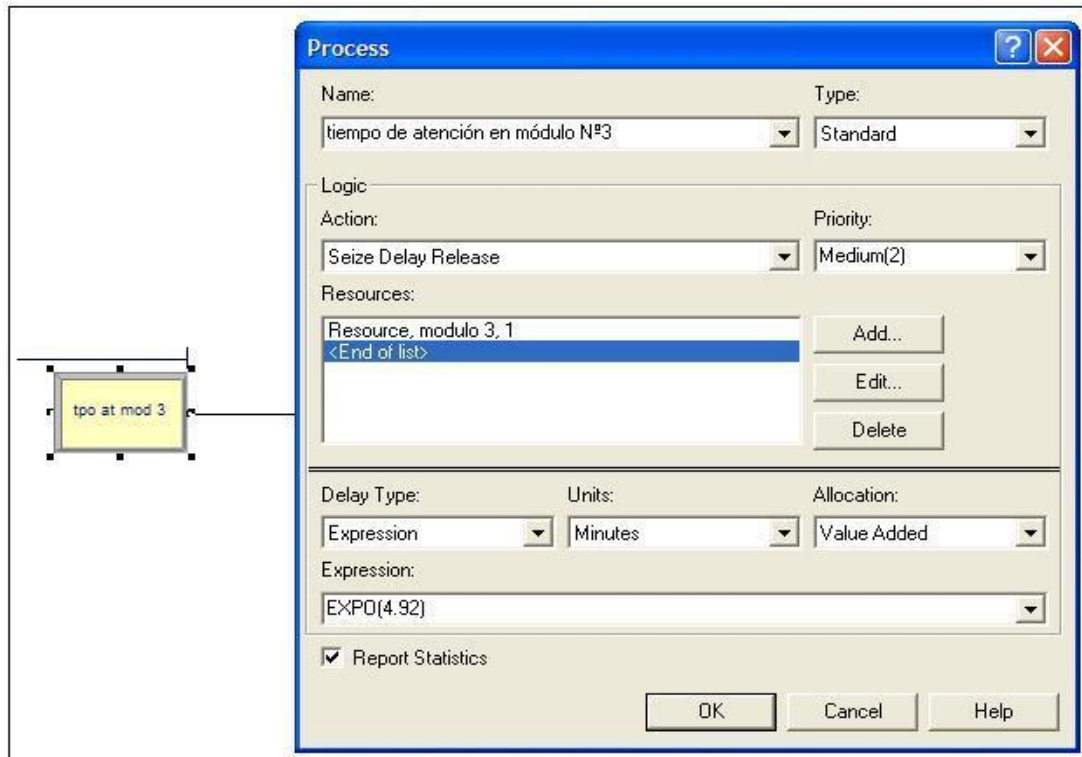 Process
Name:
Type:
tiempo de atención en módulo Nº3
Standard
Logic
Action:
Priority:
Seize Delay Release
Medium(2)
Resources:
Resource, modulo 3, 1
<End of list>
Add...
Edit...
Delete
tpo at mod 3
Delay Type:
Units:
Allocation:
Expression
Minutes
Value Added
Expression:
EXPO(4.92)
Report Statistics
OK
Cancel
Help